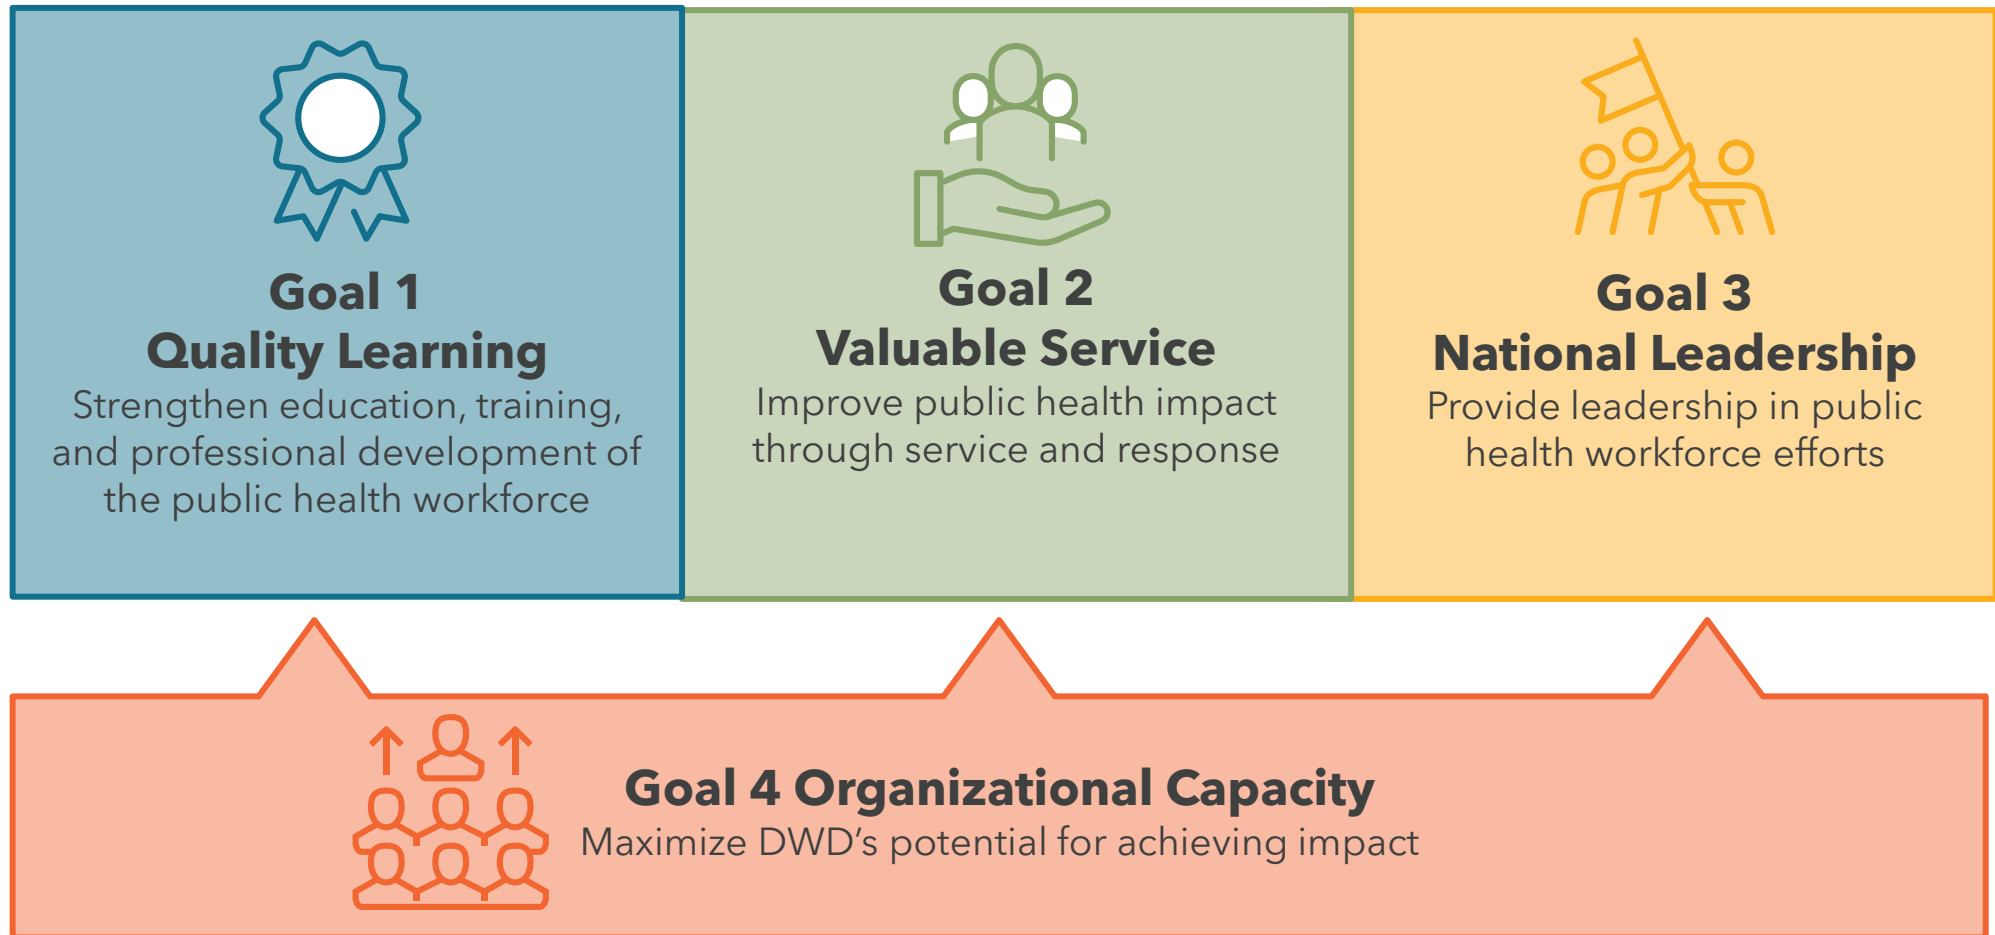 Goal 1
Quality Learning
Strengthen education, training,
and professional development of
the public health workforce
Goal 2
Valuable Service
Improve public health impact
through service and response
Goal 3
National Leadership
Provide leadership in public
health workforce efforts
Goal 4 Organizational Capacity
Maximize DWD’s potential for achieving impact